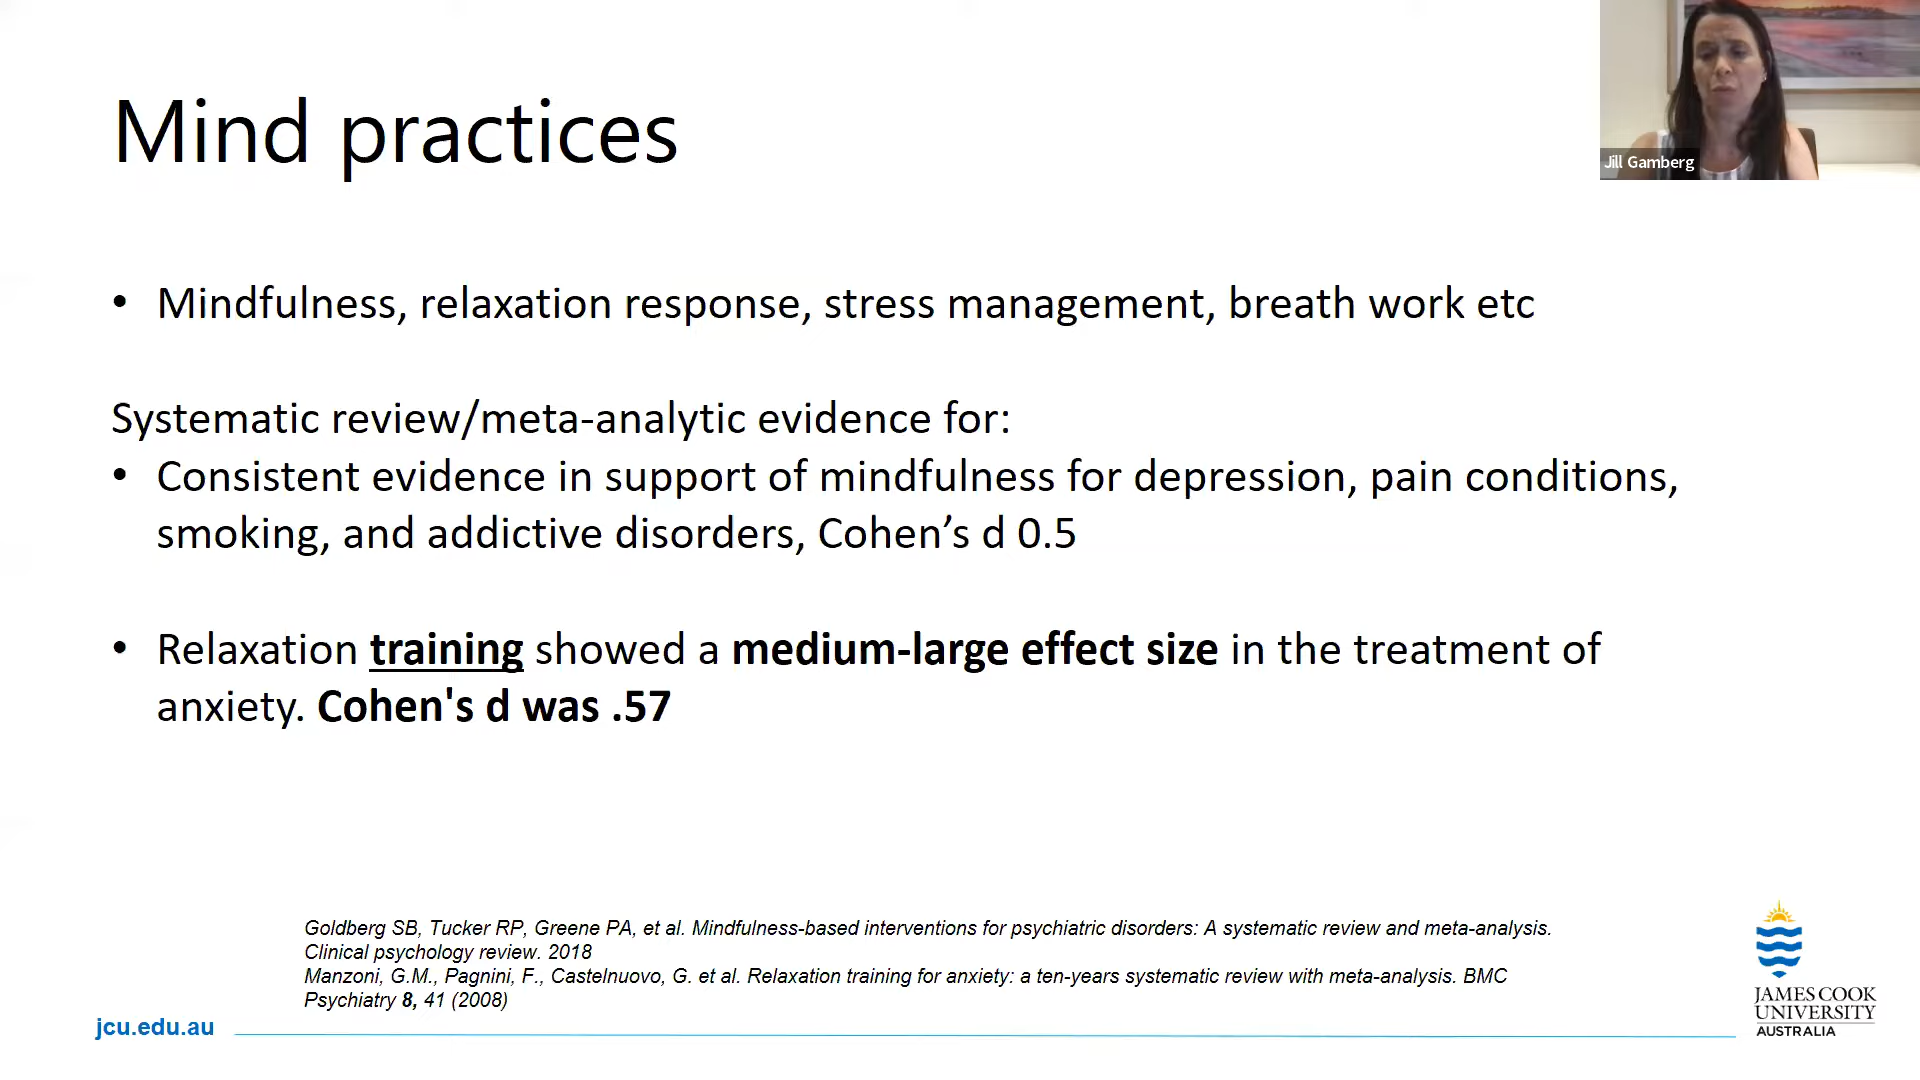 Mind practices
Jill Gamberg
• Mindfulness, relaxation response, stress management, breath work etc
Systematic review/meta-analytic evidence for:
• Consistent evidence in support of mindfulness for depression, pain conditions,
smoking, and addictive disorders, Cohen’s d 0.5
• Relaxation training showed a medium-large effect size in the treatment of
anxiety. Cohen's d was .57
Goldberg SB, Tucker RP, Greene PA, et al. Mindfulness-based interventions for psychiatric disorders: A systematic review and meta-analysis.
Clinical psychology review. 2018
Manzoni, G.M., Pagnini, F., Castelnuovo, G. et al. Relaxation training for anxiety: a ten-years systematic review with meta-analysis. BMC
Psychiatry 8, 41 (2008)
jcu.edu.au
JAMES COOK
UNIVERSITY
AUSTRALIA